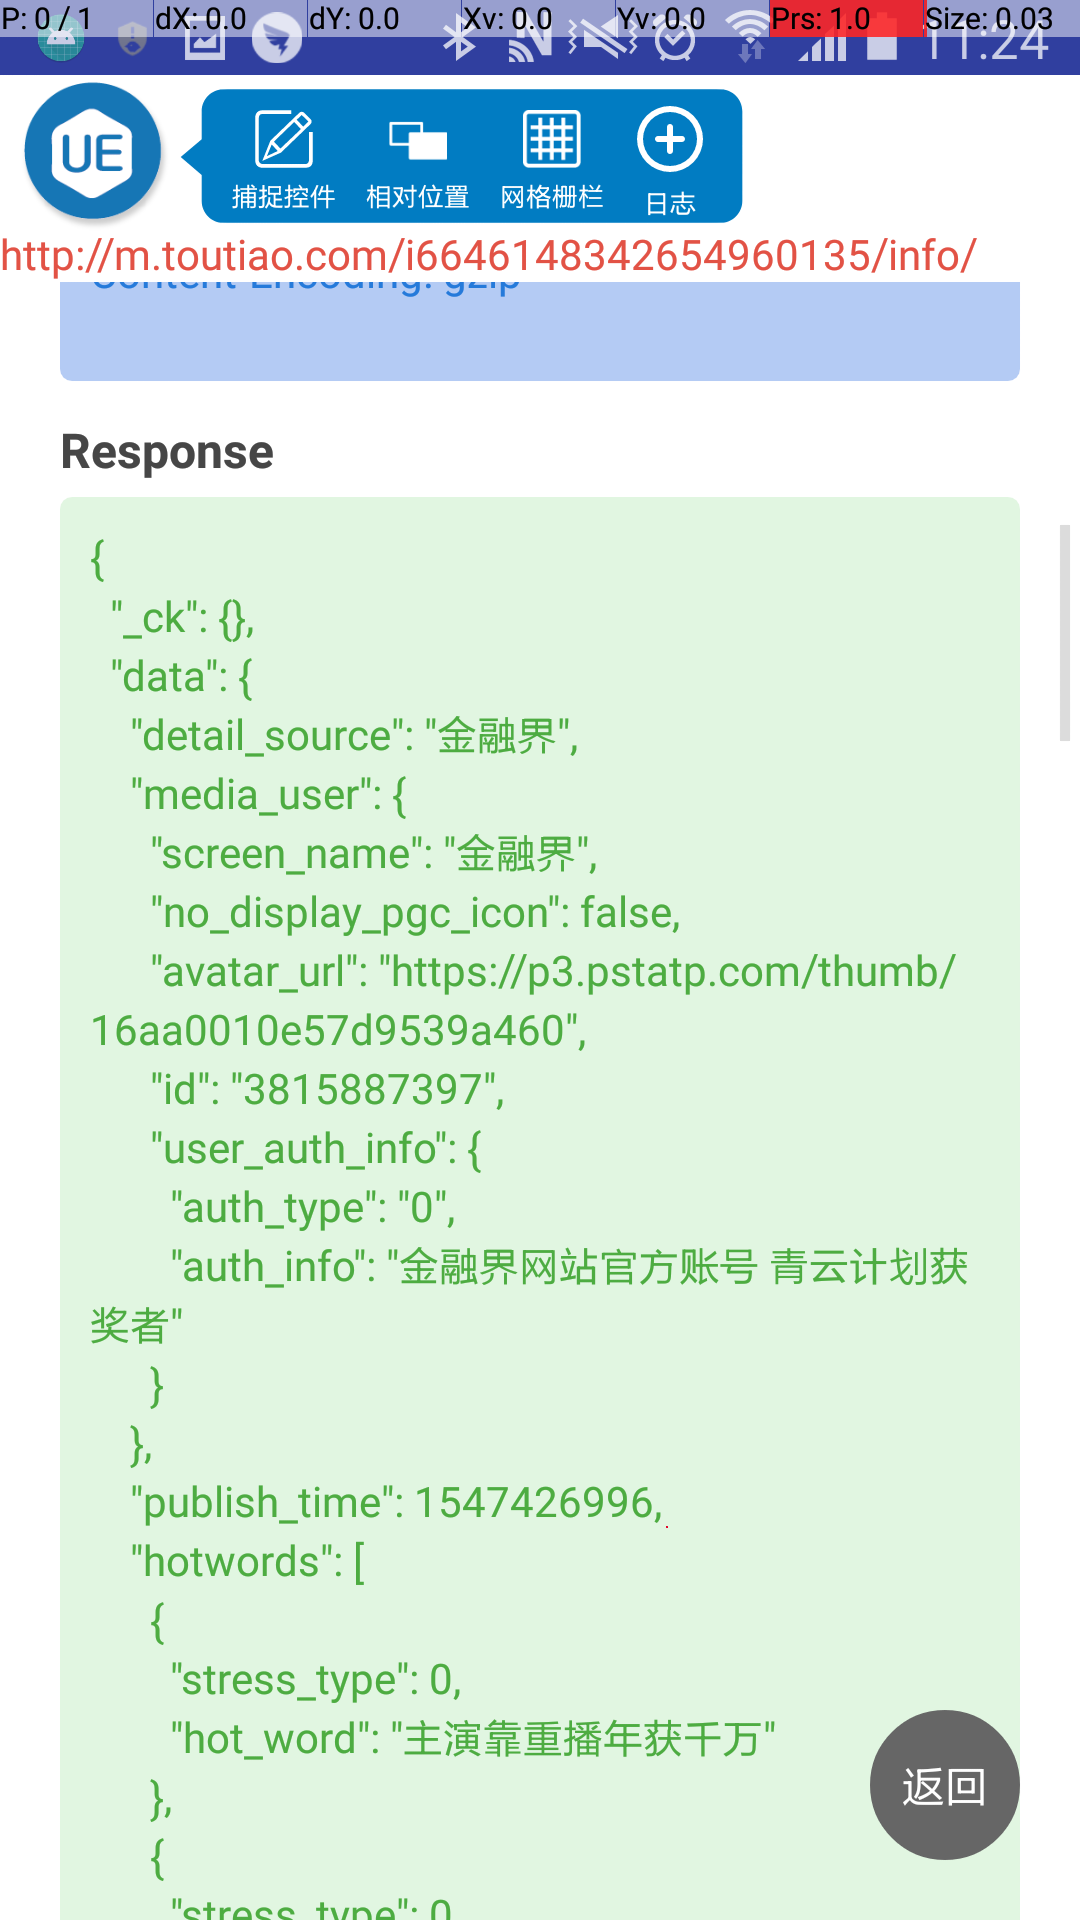 P: 0 / 1 dX: 0.0 dY: 0.0 Xv: 0.0 Yv: 0.0 Prs: 1.0 Size: 0.03
11:24
UE
捕捉控件 相对位置 网格栅栏 日志
http://m.toutiao.com/i6646148342654960135/info/
Content-Encoding: gzip
Response
{
"_ck": {},
"data": {
"detail_source": "金融界",
"media_user": {
"screen_name": "金融界",
"no_display_pgc_icon": false,
"avatar_url": "https://p3.pstatp.com/thumb/
16aa0010e57d9539a460",
"id": "3815887397",
"user_auth_info": {
"auth_type": "0",
"auth_info": "金融界网站官方账号 青云计划获
奖者"
}
},
"publish_time": 1547426996,
"hotwords": [
{
"stress_type": 0,
"hot_word": "主演靠重播年获千万"
},
{
"stress_type": 0
返回